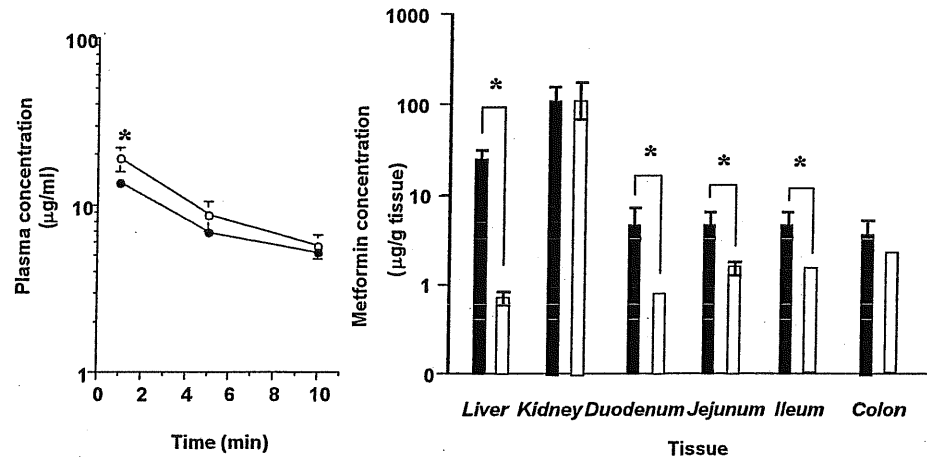 100
10
1
*
Plasma concentration
(µg/ml)
0 2 4 6 8 10
Time (min)
1000
100
10
1
0
* * * *
Metformin concentration
(µg/g tissue)
Liver Kidney Duodenum Jejunum Ileum Colon
Tissue